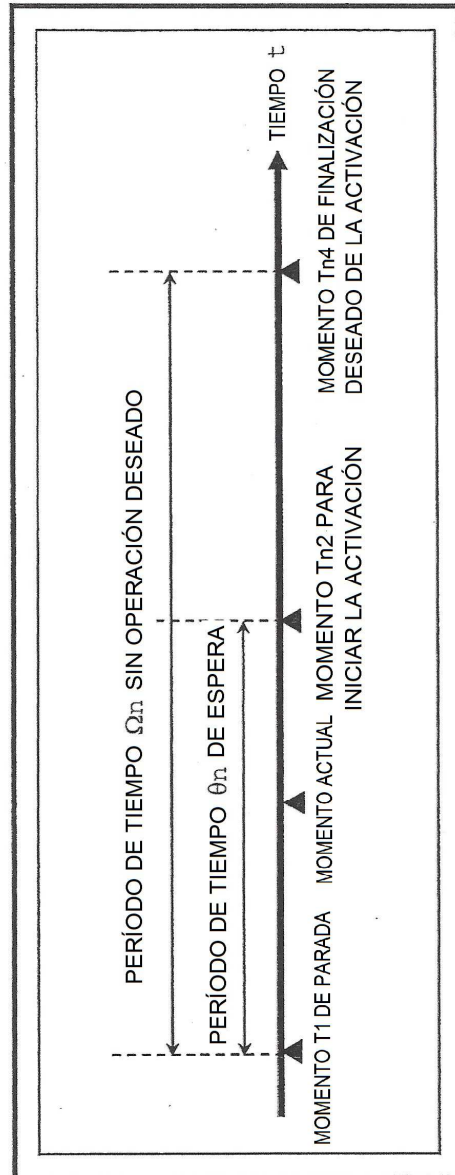 PERÍODO DE TIEMPO Ωn SIN OPERACIÓN DESEADO
PERÍODO DE TIEMPO θn DE ESPERA
TIEMPO t
MOMENTO T1 DE PARADA
MOMENTO ACTUAL
MOMENTO Tn2 PARA
INICIAR LA ACTIVACIÓN
MOMENTO Tn4 DE FINALIZACIÓN
DESEADO DE LA ACTIVACIÓN